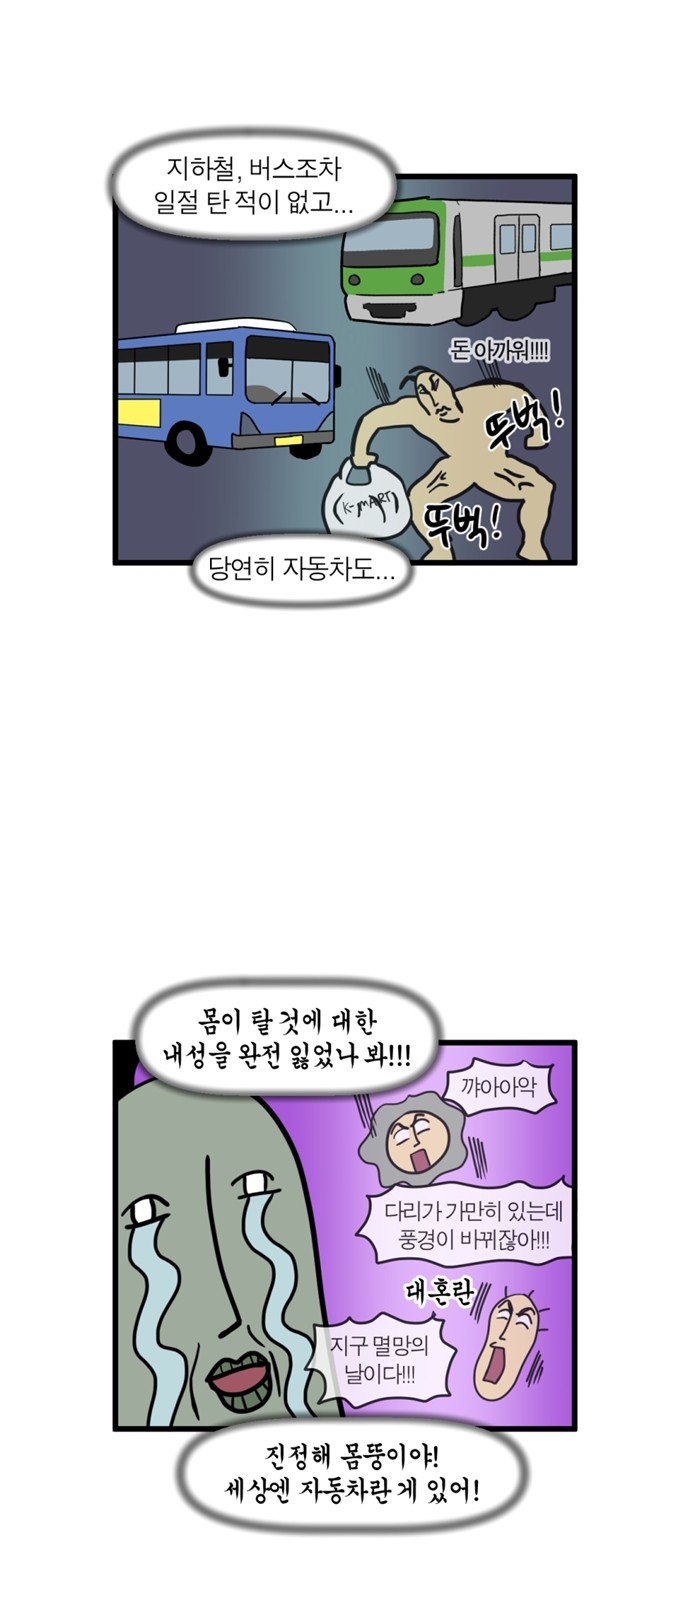 지하철, 버스조차
일절 탄 적이 없고...
돈 아까워!!!!
뚜벅!
K-MART
뚜벅!
당연히 자동차도...
몸이 탈 것에 대한
내성을 완전 잃었나 봐!!!
꺄아아악
다리가 가만히 있는데
풍경이 바뀌잖아!!!
대혼란
지구 멸망의
날이다!!!
진정해 몸뚱이야!
세상엔 자동차란 게 있어!